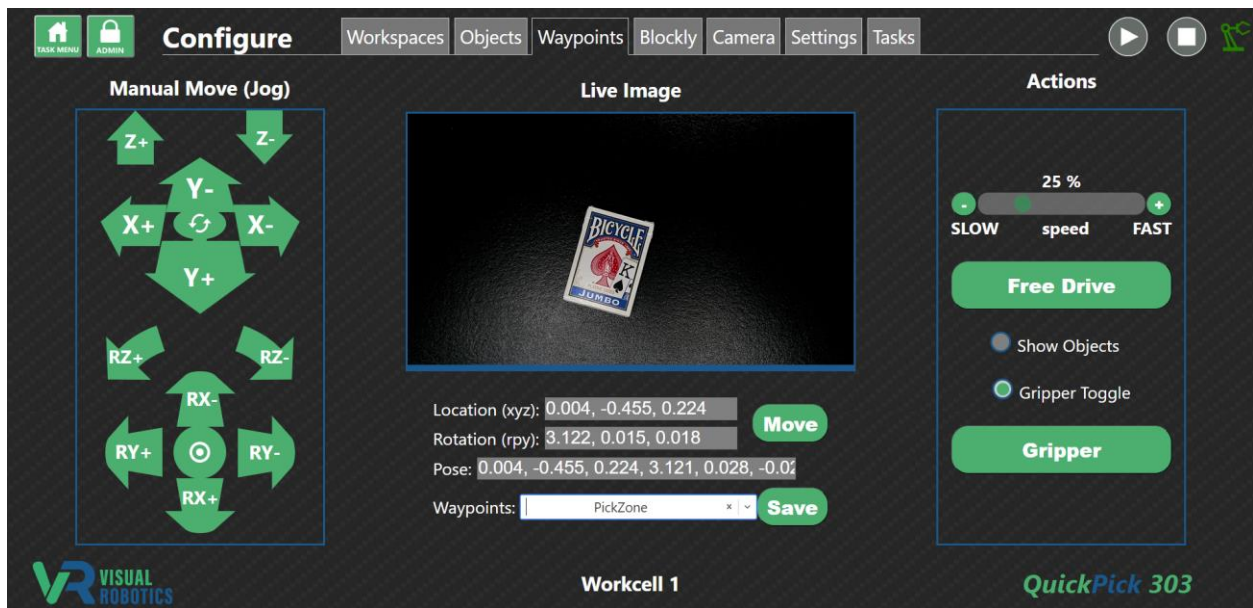 TASK MENU
ADMIN
Configure
Workspaces Objects Waypoints Blockly Camera Settings Tasks
Manual Move (Jog)
Z+ Z-
Y-
X+ X-
Y+
RZ+ RZ-
RX-
RY+ RY-
RX+
Live Image
BICYCLE
K
JUMBO
Location (xyz): 0.004, -0.455, 0.224
Rotation (rpy): 3.122, 0.015, 0.018
Move
Pose: 0.004, -0.455, 0.224, 3.121, 0.028, -0.02
Waypoints: PickZone × Save
Actions
25 %
- +
SLOW speed FAST
Free Drive
Show Objects
Gripper Toggle
Gripper
VR VISUAL
ROBOTICS
Workcell 1
QuickPick 303